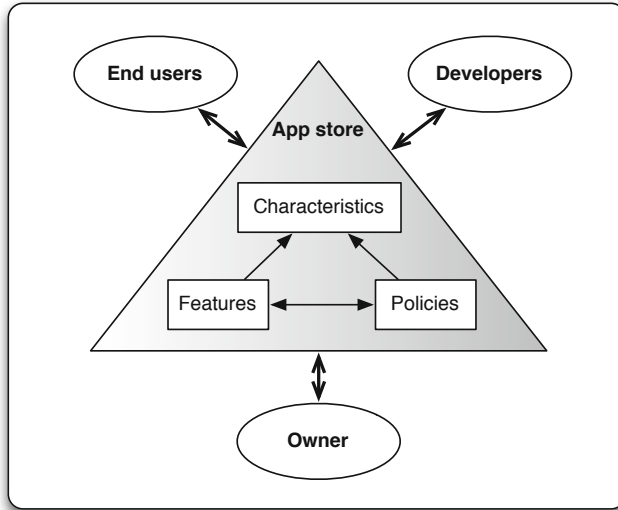 End users
Developers
App store
Characteristics
Features
Policies
Owner